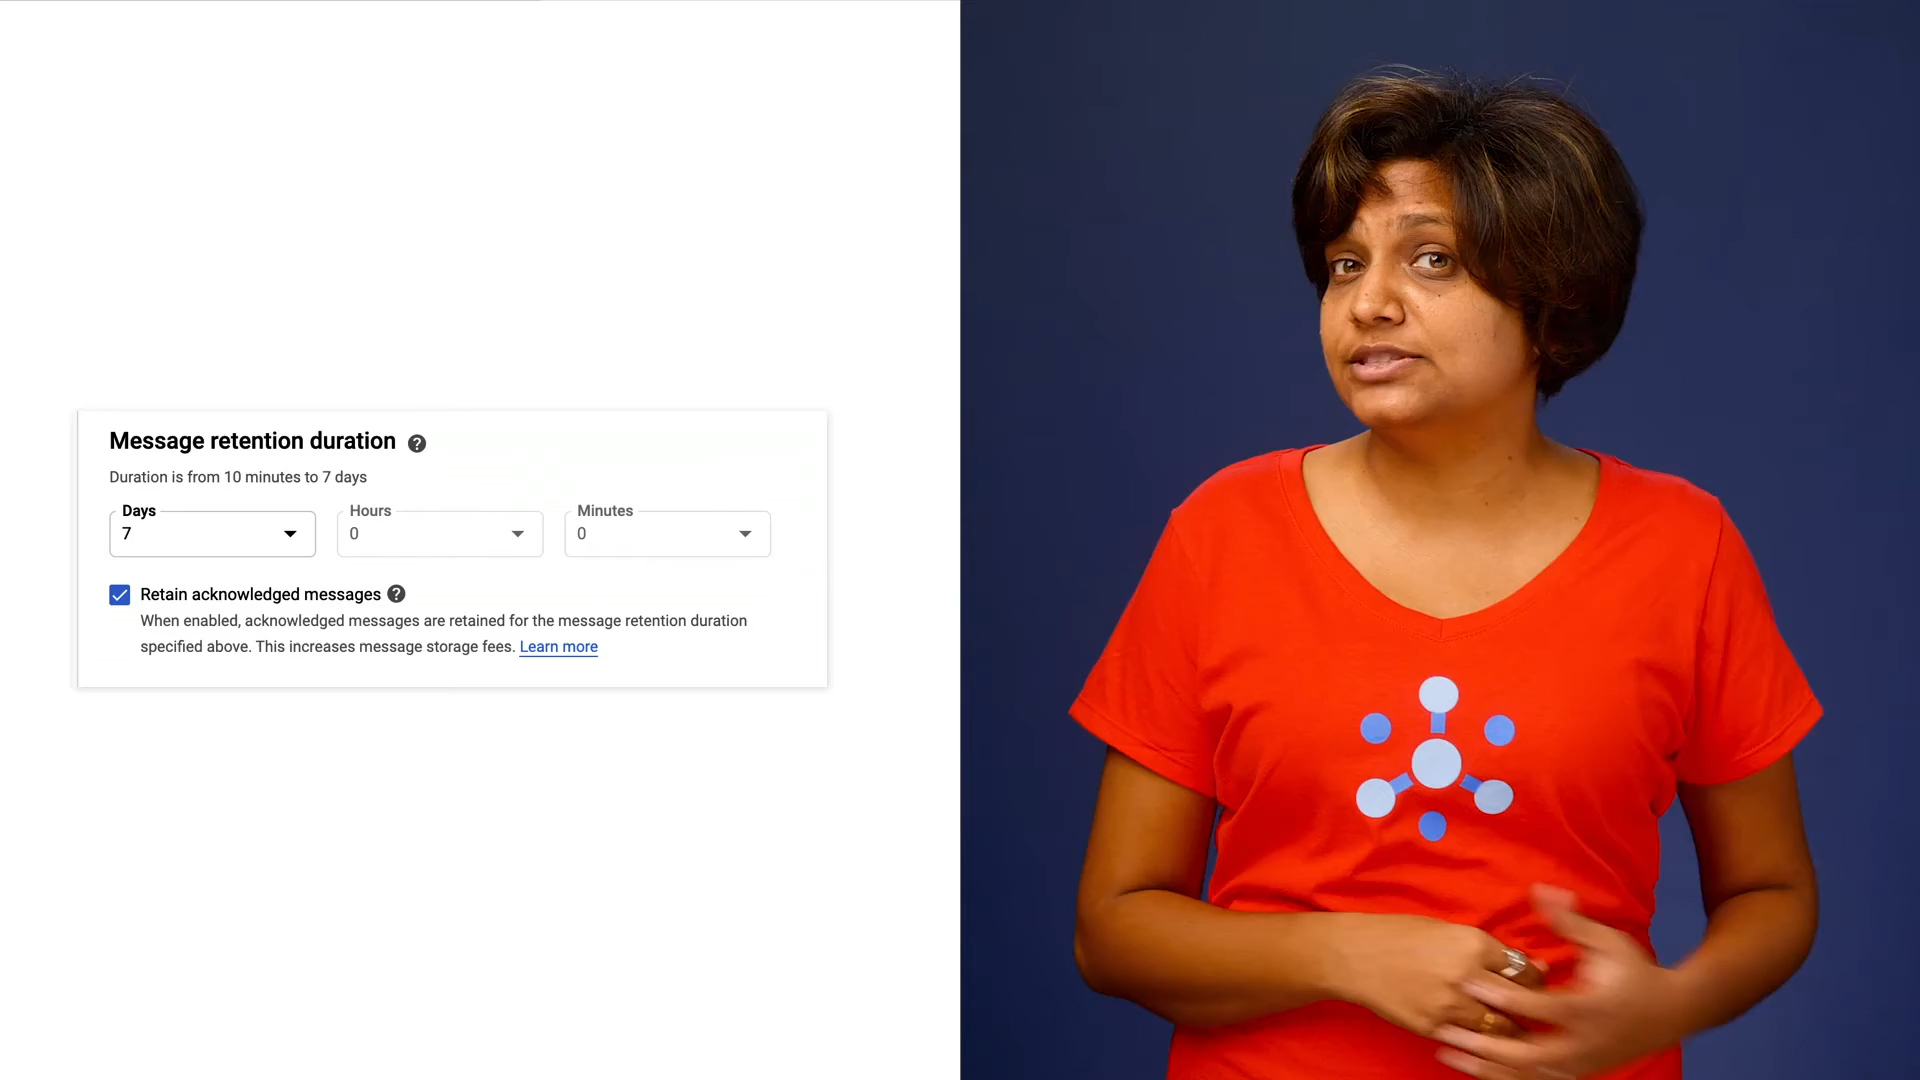 Message retention duration ?
Duration is from 10 minutes to 7 days
Days Hours Minutes
7 0 0
Retain acknowledged messages ?
When enabled, acknowledged messages are retained for the message retention duration
specified above. This increases message storage fees. Learn more